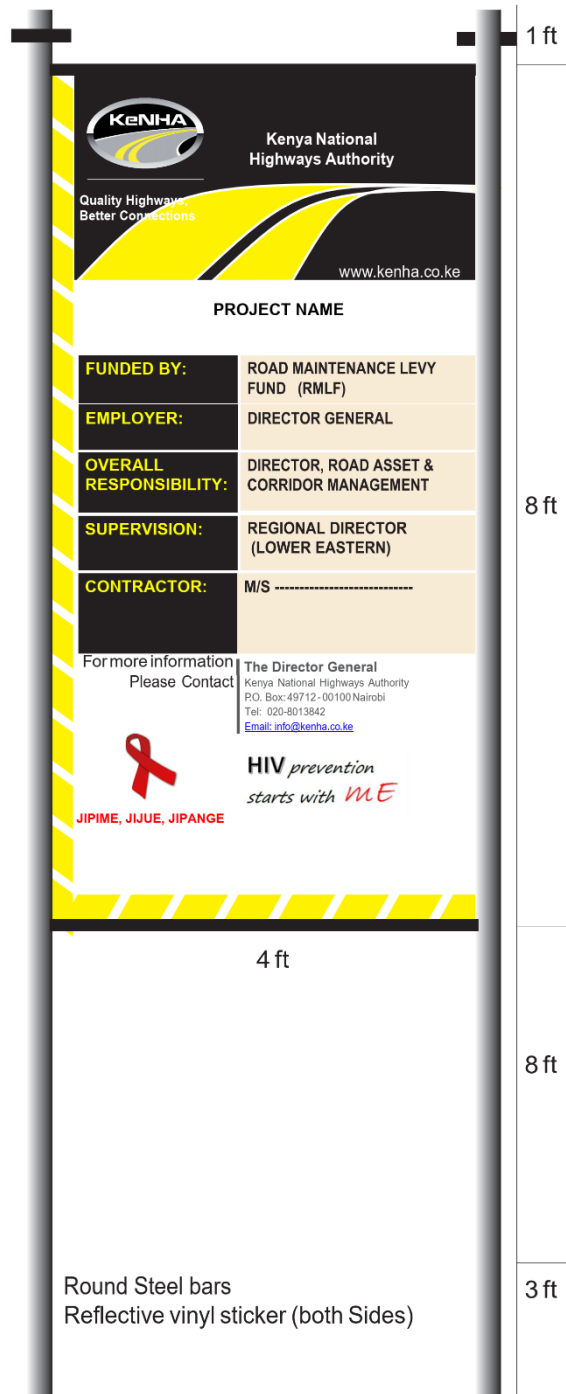 1 ft
KeNHA
Kenya National
Highways Authority
Quality Highways,
Better Connections
www.kenha.co.ke
PROJECT NAME
FUNDED BY:
ROAD MAINTENANCE LEVY
FUND (RMLF)
EMPLOYER:
DIRECTOR GENERAL
OVERALL
RESPONSIBILITY:
DIRECTOR, ROAD ASSET &
CORRIDOR MANAGEMENT
8 ft
SUPERVISION:
REGIONAL DIRECTOR
(LOWER EASTERN)
CONTRACTOR:
M/S ----------------------------
For more information
Please Contact
The Director General
Kenya National Highways Authority
P.O. Box: 49712 - 00100 Nairobi
Tel: 020-8013842
Email: info@kenha.co.ke
HIV prevention
starts with ME
JIPIME, JIJUE, JIPANGE
4 ft
8 ft
Round Steel bars
Reflective vinyl sticker (both Sides)
3 ft